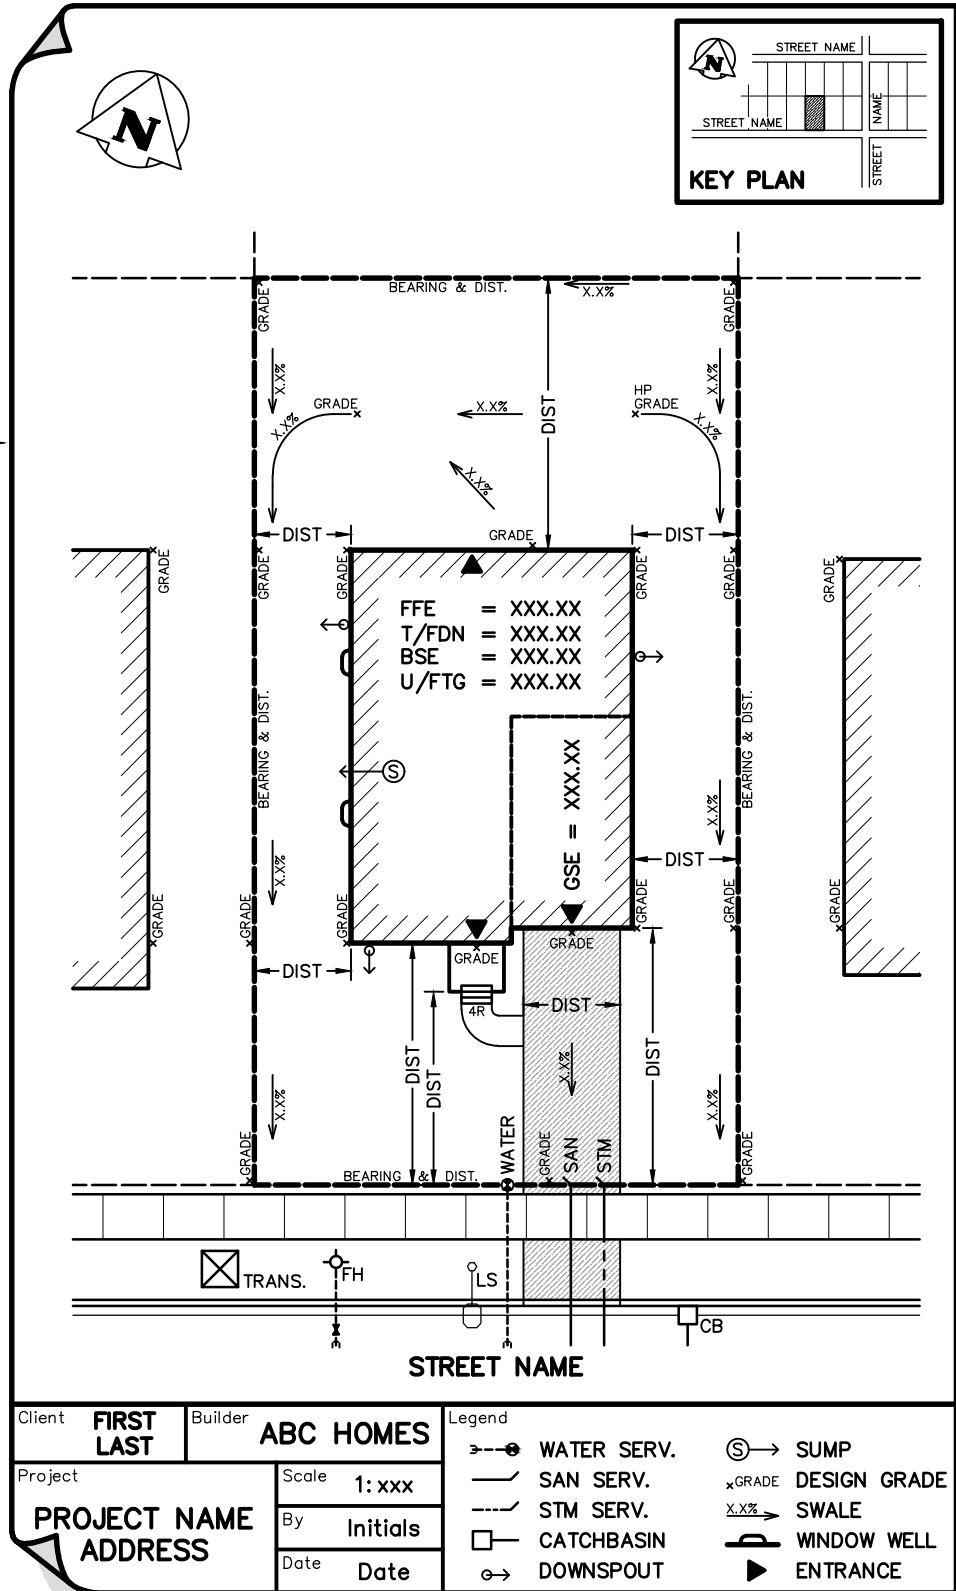 N
N
STREET NAME
STREET NAME
STREET NAME
KEY PLAN
BEARING & DIST.
X.X%
GRADE
GRADE
X.X%
X.X%
GRADE
X.X%
HP
GRADE
X.X%
X.X%
DIST
X.X%
DIST
GRADE
DIST
GRADE
GRADE
GRADE
GRADE
GRADE
GRADE
FFE = XXX.XX
T/FDN = XXX.XX
BSE = XXX.XX
U/FTG = XXX.XX
BEARING & DIST.
BEARING & DIST.
S
GSE = XXX.XX
X.X%
X.X%
DIST
GRADE
GRADE
GRADE
GRADE
GRADE
GRADE
GRADE
GRADE
DIST
4R
DIST
DIST
DIST
DIST
X.X%
X.X%
X.X%
GRADE
WATER
GRADE
SAN
STM
GRADE
BEARING & DIST.
TRANS.
FH
LS
CB
STREET NAME
Client
FIRST
LAST
Builder
ABC HOMES
Project
PROJECT NAME
ADDRESS
Scale
1:xxx
By
Initials
Date
Date
Legend
WATER SERV.
SAN SERV.
STM SERV.
CATCHBASIN
DOWNSPOUT
S SUMP
xGRADE DESIGN GRADE
X.X% SWALE
WINDOW WELL
ENTRANCE